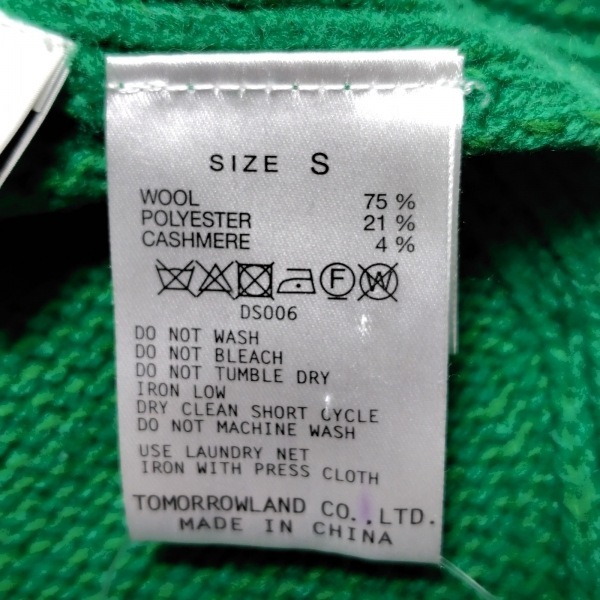 SIZE S
WOOL 75 %
POLYESTER 21 %
CASHMERE 4 %
F W
DS006
DO NOT WASH
DO NOT BLEACH
DO NOT TUMBLE DRY
IRON LOW
DRY CLEAN SHORT CYCLE
DO NOT MACHINE WASH
USE LAUNDRY NET
IRON WITH PRESS CLOTH
TOMORROWLAND CO.,LTD.
MADE IN CHINA